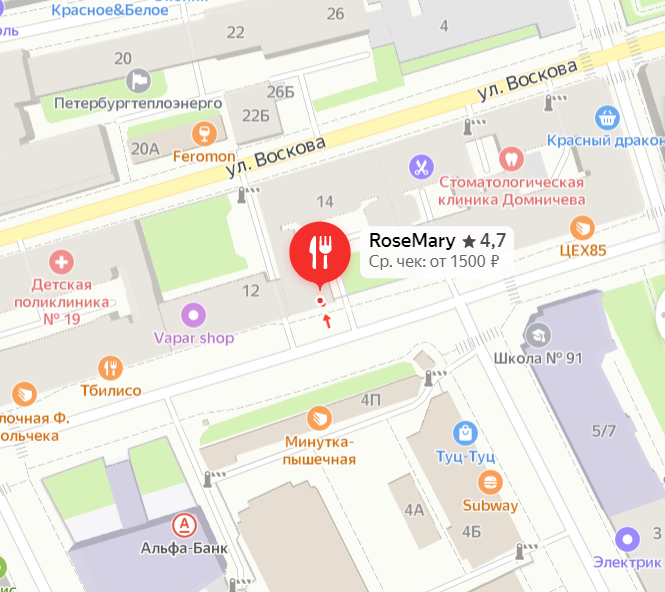 Красное&Белое
26
22
4
20
Петербургтеплоэнерго
26Б
22Б
ул. Воскова
20А
Feromon
ул. Воскова
Красный дракон
Стоматологическая
клиника Домничева
14
RoseMary ★ 4,7
Ср. чек: от 1500 ₽
ЦЕХ85
Детская
поликлиника
№ 19
12
Vapar shop
Школа № 91
Тбилисо
4П
лочная Ф.
ольчека
Минутка-
пышечная
5/7
Туц-Туц
Subway
4А
4Б
Альфа-Банк
А
3
Электрик